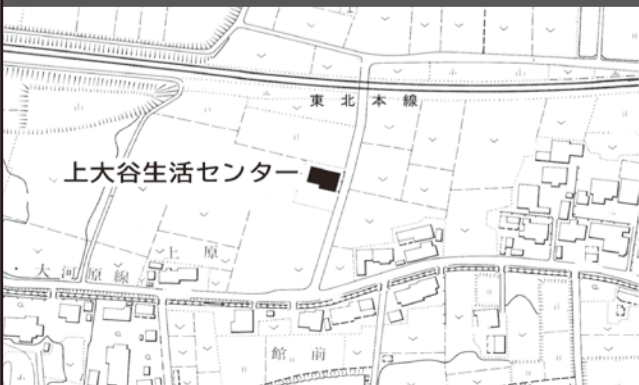 東北本線
上大谷生活センター
上原
・大河原線
館前